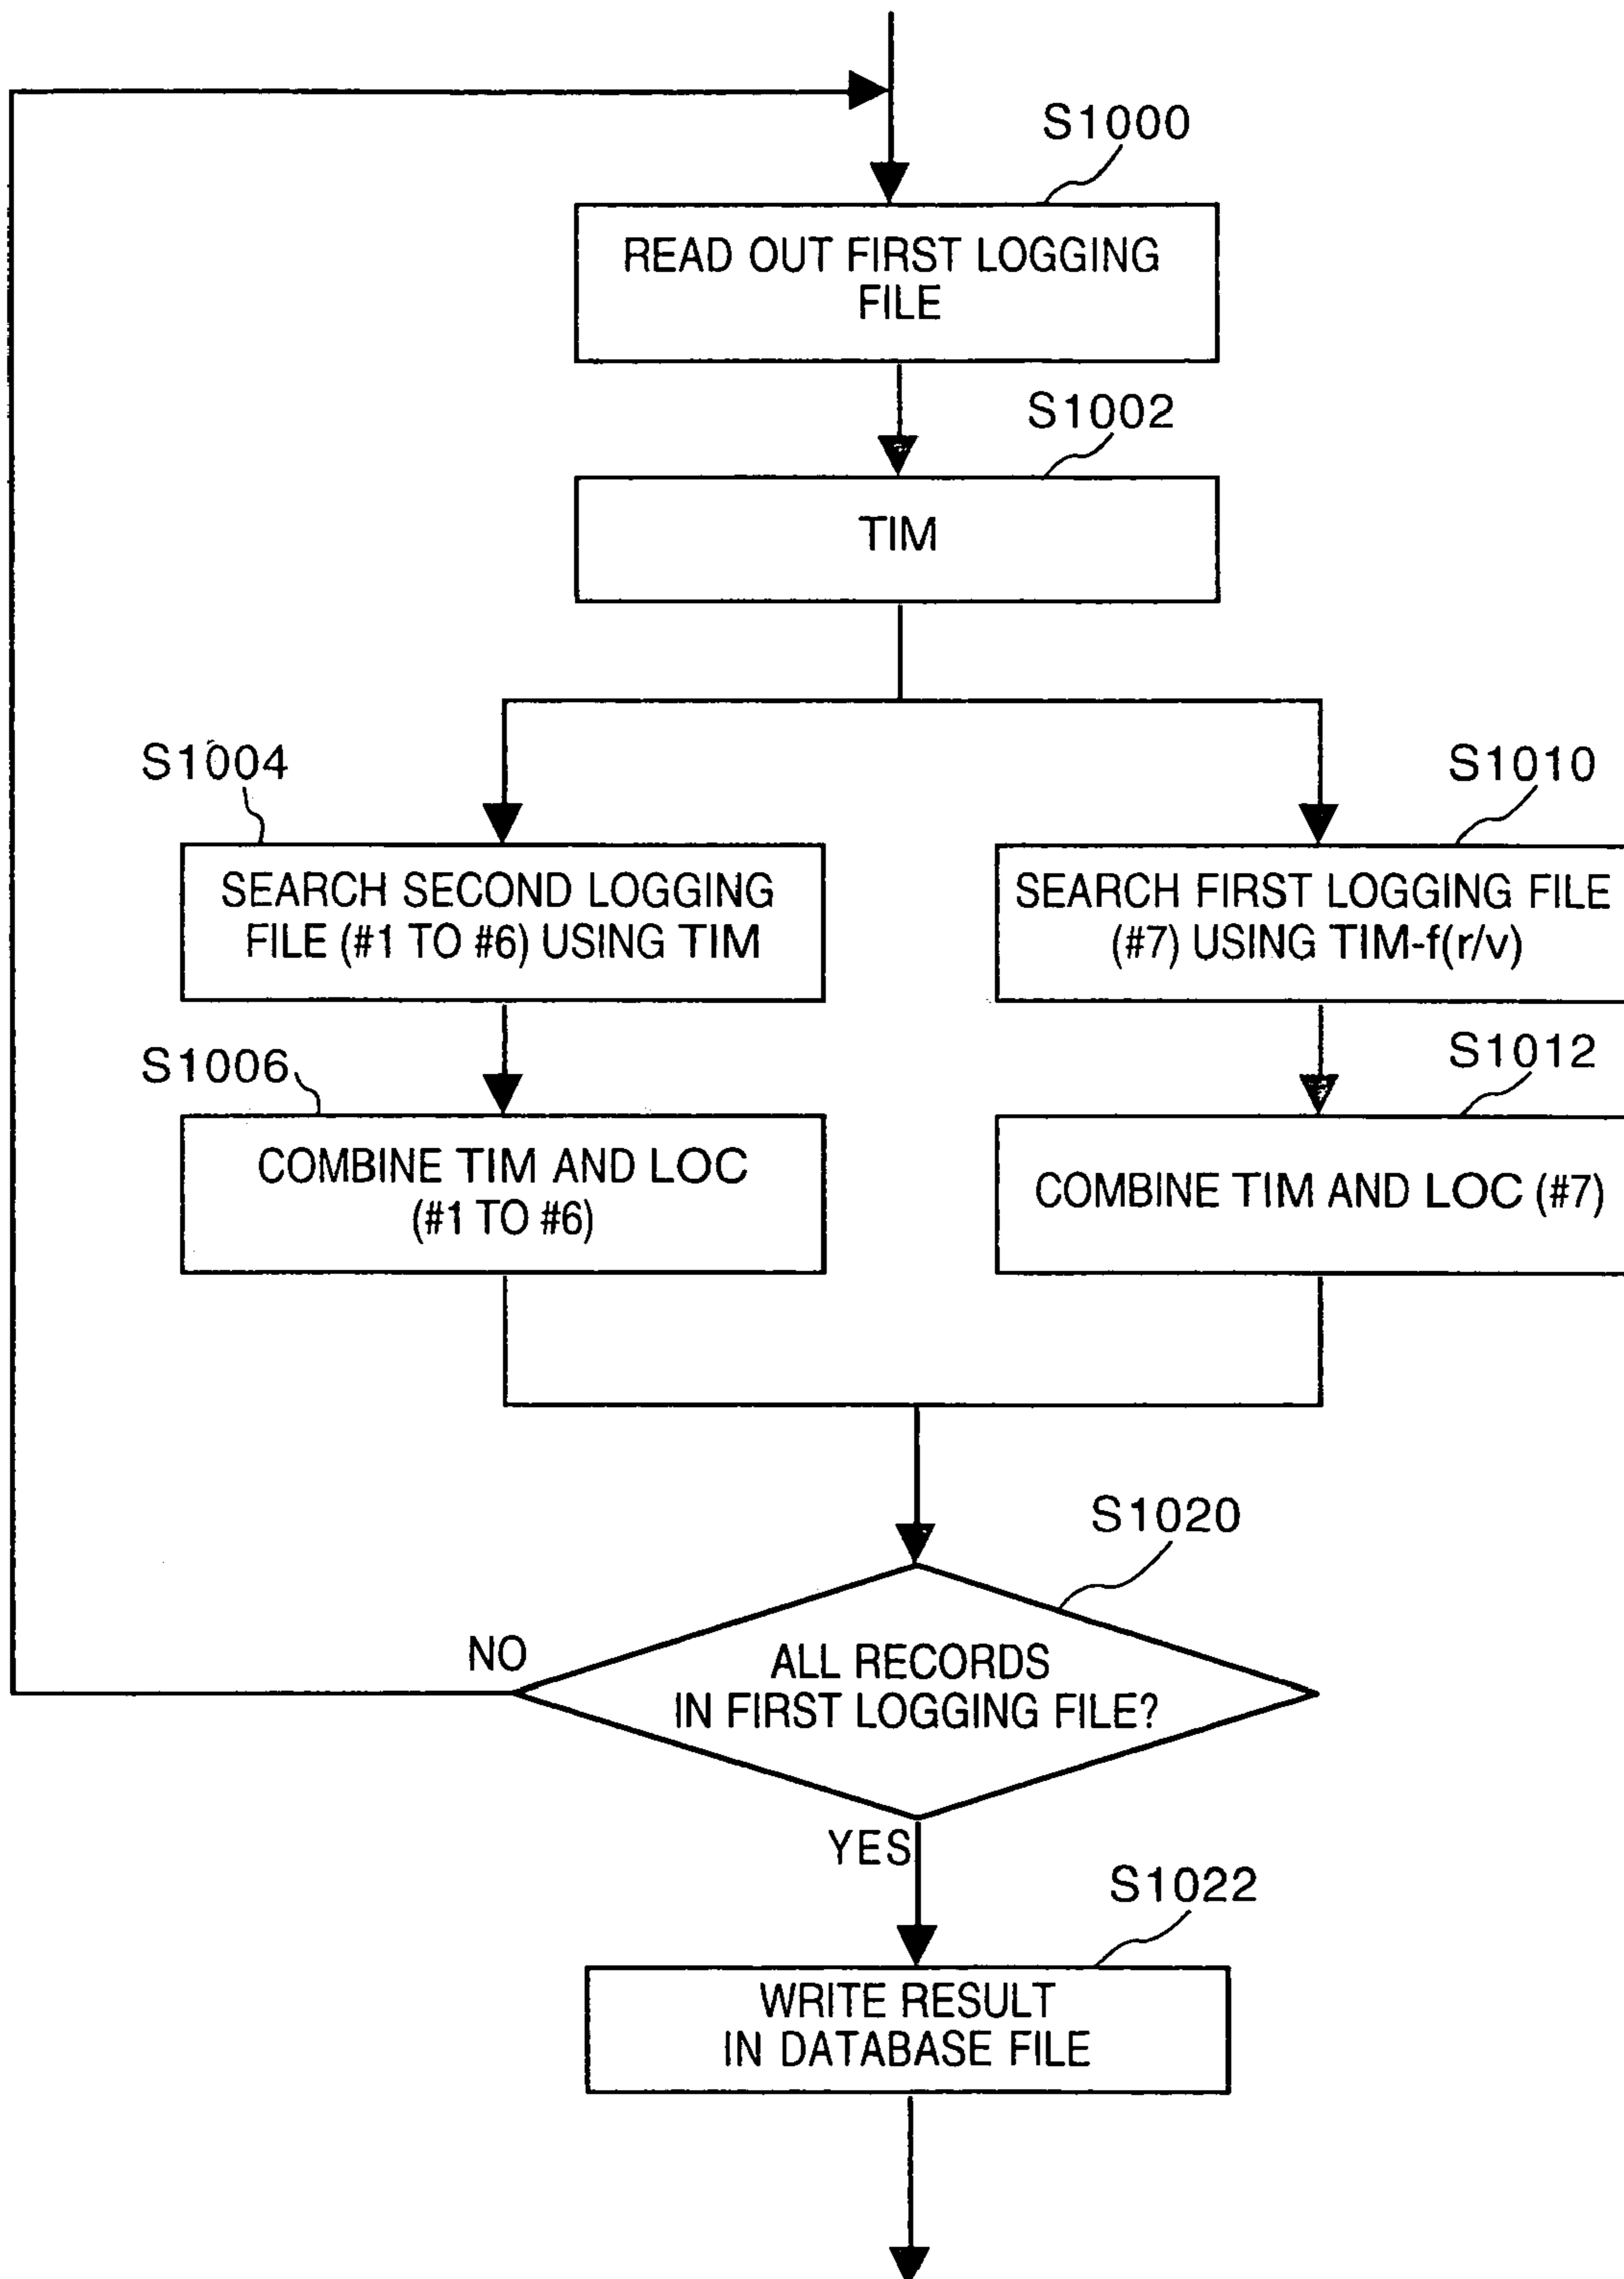 S1000
READ OUT FIRST LOGGING
FILE
S1002
TIM
S1004
SEARCH SECOND LOGGING
FILE (#1 TO #6) USING TIM
S1010
SEARCH FIRST LOGGING FILE
(#7) USING TIM-f(r/v)
S1006
COMBINE TIM AND LOC
(#1 TO #6)
S1012
COMBINE TIM AND LOC (#7)
S1020
ALL RECORDS
IN FIRST LOGGING FILE?
NO
YES
S1022
WRITE RESULT
IN DATABASE FILE